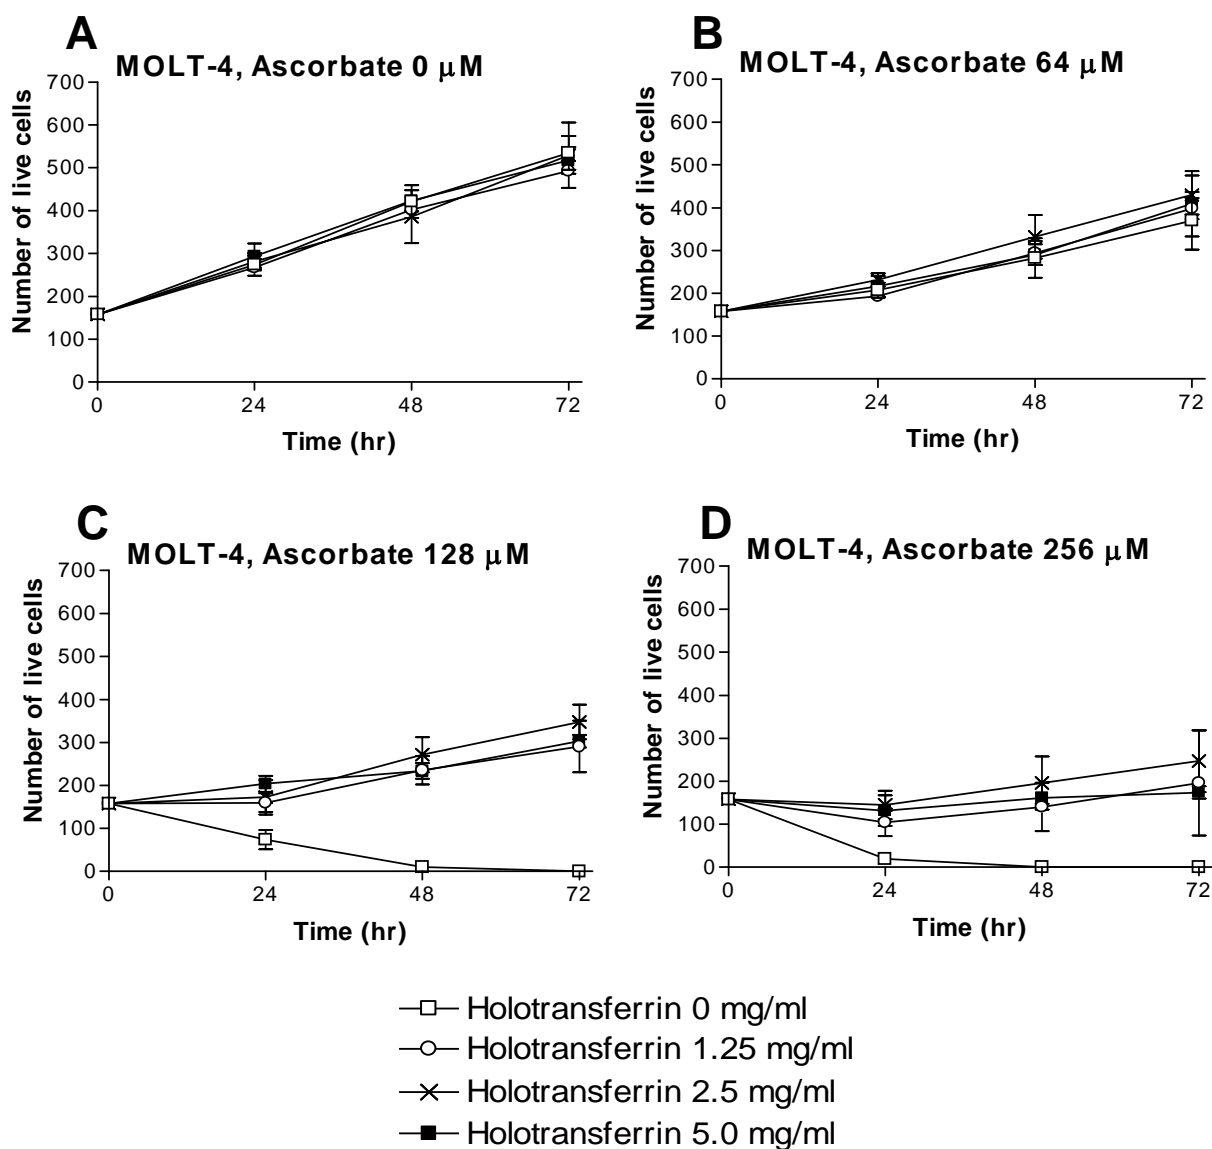 A
MOLT-4, Ascorbate 0 μM
Number of live cells
700
600
500
400
300
200
100
0
0 24 48 72
Time (hr)
B
MOLT-4, Ascorbate 64 μM
Number of live cells
700
600
500
400
300
200
100
0
0 24 48 72
Time (hr)
C
MOLT-4, Ascorbate 128 μM
Number of live cells
700
600
500
400
300
200
100
0
0 24 48 72
Time (hr)
D
MOLT-4, Ascorbate 256 μM
Number of live cells
700
600
500
400
300
200
100
0
0 24 48 72
Time (hr)
Holotransferrin 0 mg/ml
Holotransferrin 1.25 mg/ml
Holotransferrin 2.5 mg/ml
Holotransferrin 5.0 mg/ml